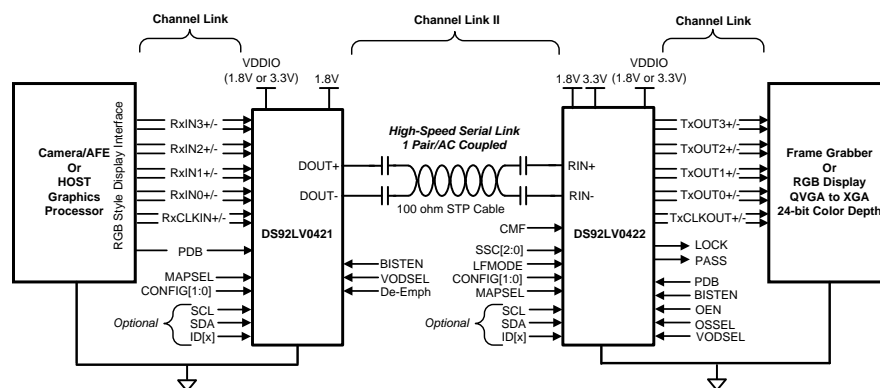 Channel Link
Channel Link II
Channel Link
VDDIO
(1.8V or 3.3V)
1.8V
VDDIO
1.8V 3.3V (1.8V or 3.3V)
Camera/AFE
Or
HOST
Graphics
Processor
RGB Style Display Interface
RxIN3+/-
RxIN2+/-
RxIN1+/-
RxIN0+/-
RxCLKIN+/-
PDB
MAPSEL
CONFIG[1:0]
Optional
SCL
SDA
ID[x]
DS92LV0421
DOUT+
DOUT-
BISTEN
VODSEL
De-Emph
High-Speed Serial Link
1 Pair/AC Coupled
100 ohm STP Cable
RIN+
RIN-
DS92LV0422
CMF
SSC[2:0]
LFMODE
CONFIG[1:0]
MAPSEL
Optional
SCL
SDA
ID[x]
TxOUT3+/-
TxOUT2+/-
TxOUT1+/-
TxOUT0+/-
TxCLKOUT+/-
LOCK
PASS
PDB
BISTEN
OEN
OSSEL
VODSEL
Frame Grabber
Or
RGB Display
QVGA to XGA
24-bit Color Depth